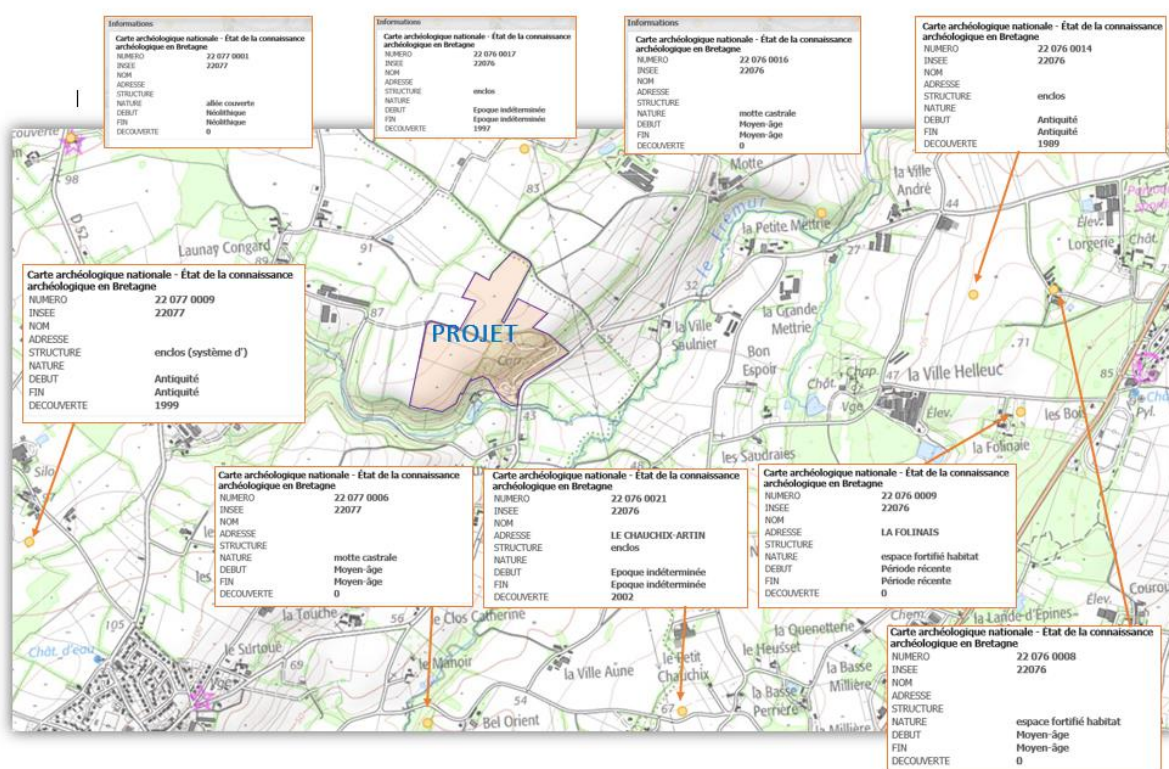 Informations
Carte archéologique nationale - État de la connaissance
archéologique en Bretagne
NUMERO 22 077 0001
INSEE 22077
NOM
ADRESSE
STRUCTURE
NATURE allée couverte
DEBUT Néolithique
FIN Néolithique
DECOUVERTE 0
Informations
Carte archéologique nationale - État de la connaissance
archéologique en Bretagne
NUMERO 22 076 0017
INSEE 22076
NOM
ADRESSE
STRUCTURE enclos
NATURE
DEBUT Epoque indéterminée
FIN Epoque indéterminée
DECOUVERTE 1997
Informations
Carte archéologique nationale - État de la connaissance
archéologique en Bretagne
NUMERO 22 076 0016
INSEE 22076
NOM
ADRESSE
STRUCTURE
NATURE motte castrale
DEBUT Moyen-âge
FIN Moyen-âge
DECOUVERTE 0
Carte archéologique nationale - État de la connaissance
archéologique en Bretagne
NUMERO 22 076 0014
INSEE 22076
NOM
ADRESSE
STRUCTURE enclos
NATURE
DEBUT Antiquité
FIN Antiquité
DECOUVERTE 1989
couverte
98
D 52
Launay Congard
89
91
83
87
Motte
le Frémur
la Petite Mettrie
la Ville
André
44
27
32
Élev.
Lorgerie
Chât.
PROJET
Carr.
55
43
la Ville
Saulnier
la Grande
Mettrie
Bon
Espoir
Chât.
Chap.
Vge
47
la Ville Helleuc
71
85
Élev.
les Bois
Pyl.
la Folinaie
les Saudraies
48
Carte archéologique nationale - État de la connaissance
archéologique en Bretagne
NUMERO 22 077 0009
INSEE 22077
NOM
ADRESSE
STRUCTURE enclos (système d')
NATURE
DEBUT Antiquité
FIN Antiquité
DECOUVERTE 1999
Silo
97
Carte archéologique nationale - État de la connaissance
archéologique en Bretagne
NUMERO 22 077 0006
INSEE 22077
NOM
ADRESSE
STRUCTURE
NATURE motte castrale
DEBUT Moyen-âge
FIN Moyen-âge
DECOUVERTE 0
Carte archéologique nationale - État de la connaissance
archéologique en Bretagne
NUMERO 22 076 0021
INSEE 22076
NOM
ADRESSE LE CHAUCHIX-ARTIN
STRUCTURE enclos
NATURE
DEBUT Epoque indéterminée
FIN Epoque indéterminée
DECOUVERTE 2002
Carte archéologique nationale - État de la connaissance
archéologique en Bretagne
NUMERO 22 076 0009
INSEE 22076
NOM
ADRESSE LA FOLINAIS
STRUCTURE
NATURE espace fortifié habitat
DEBUT Période récente
FIN Période récente
DECOUVERTE 0
105
Chât. d'eau
Vge
la Touche
le Surtoué
69
56
le Clos Catherine
le Manoir
54
Bel Orient
la Ville Aune
le Petit
Chauchix
67
la Quenetterie
le Heusset
la Basse
Perrière
la Basse
Millière
la Millière
Chem.
la Lande d'Épines
Élev.
Carte archéologique nationale - État de la connaissance
archéologique en Bretagne
NUMERO 22 076 0008
INSEE 22076
NOM
ADRESSE
STRUCTURE
NATURE espace fortifié habitat
DEBUT Moyen-âge
FIN Moyen-âge
DECOUVERTE 0